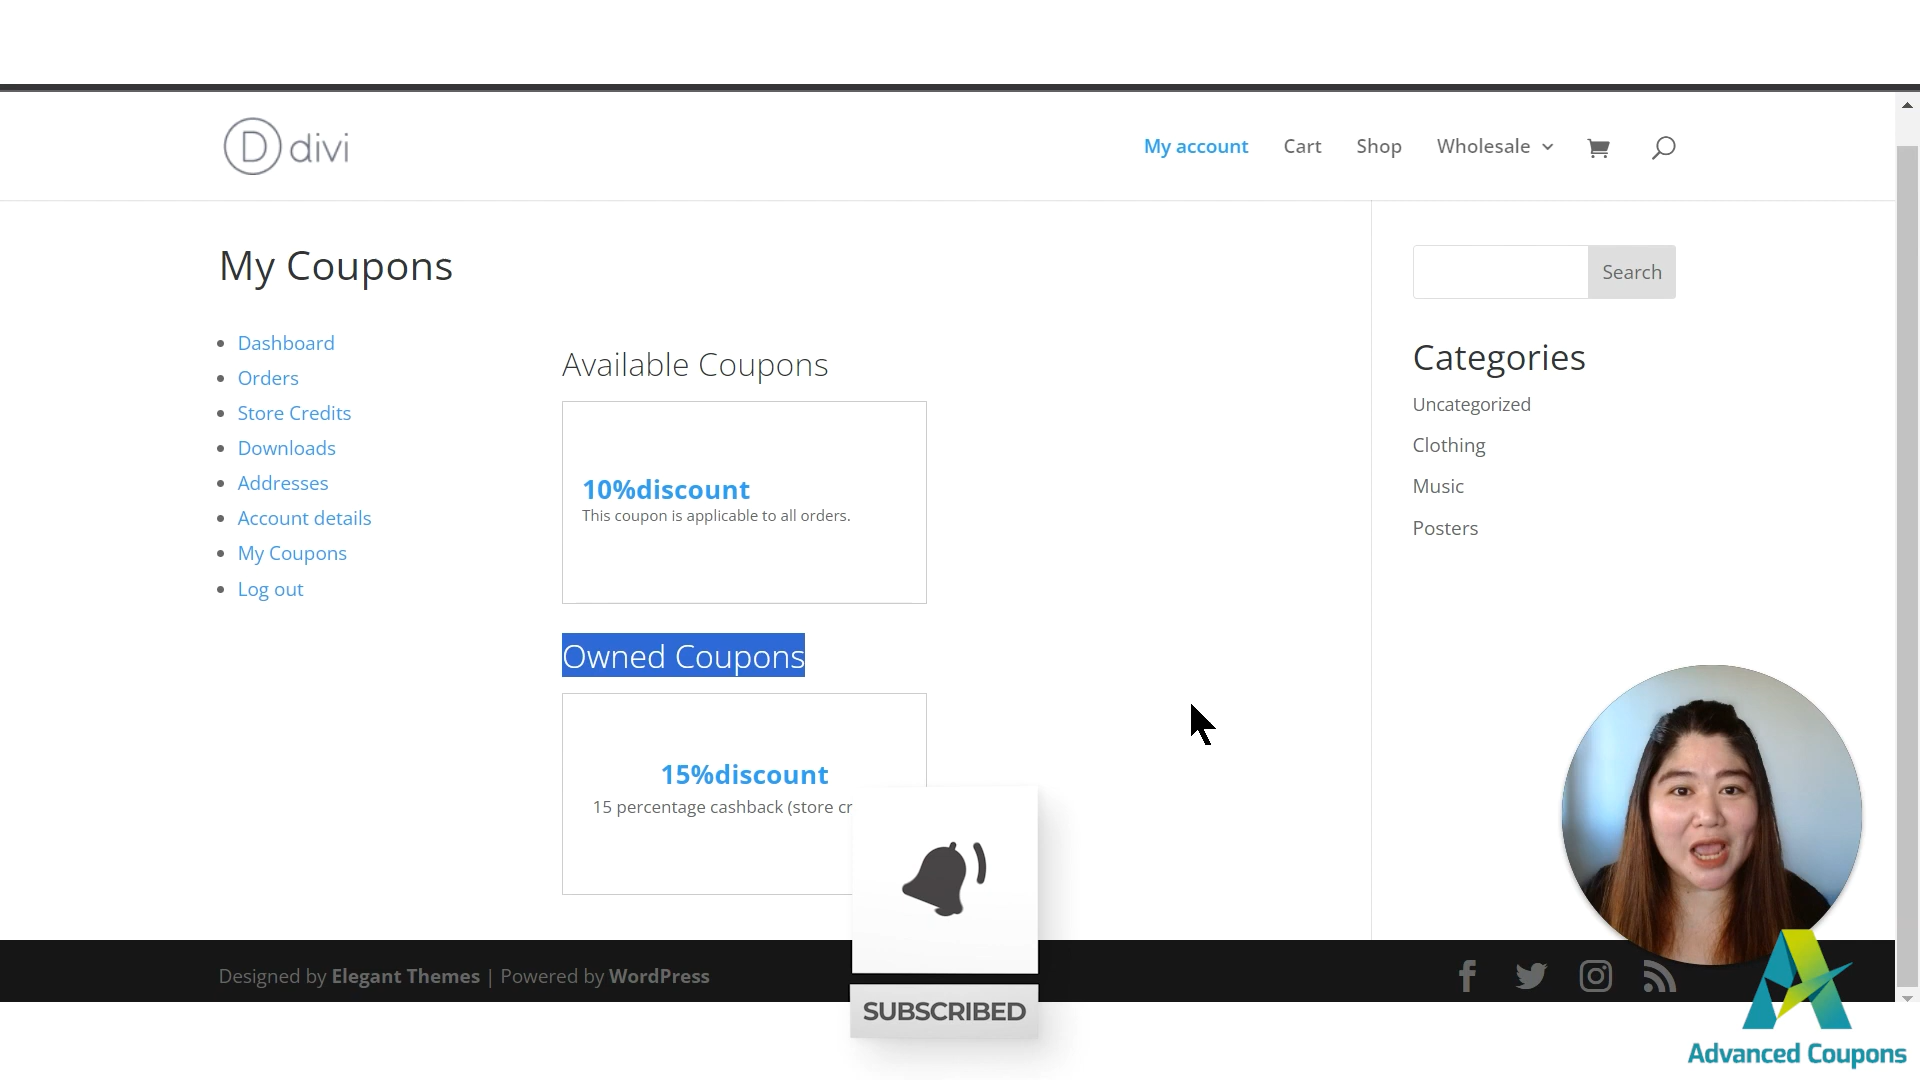 D divi
My account
Cart
Shop
Wholesale
My Coupons
Dashboard
Orders
Store Credits
Downloads
Addresses
Account details
My Coupons
Log out
Available Coupons
10%discount
This coupon is applicable to all orders.
Owned Coupons
15%discount
15 percentage cashback (store cr
Search
Categories
Uncategorized
Clothing
Music
Posters
Designed by Elegant Themes | Powered by WordPress
SUBSCRIBED
Advanced Coupons